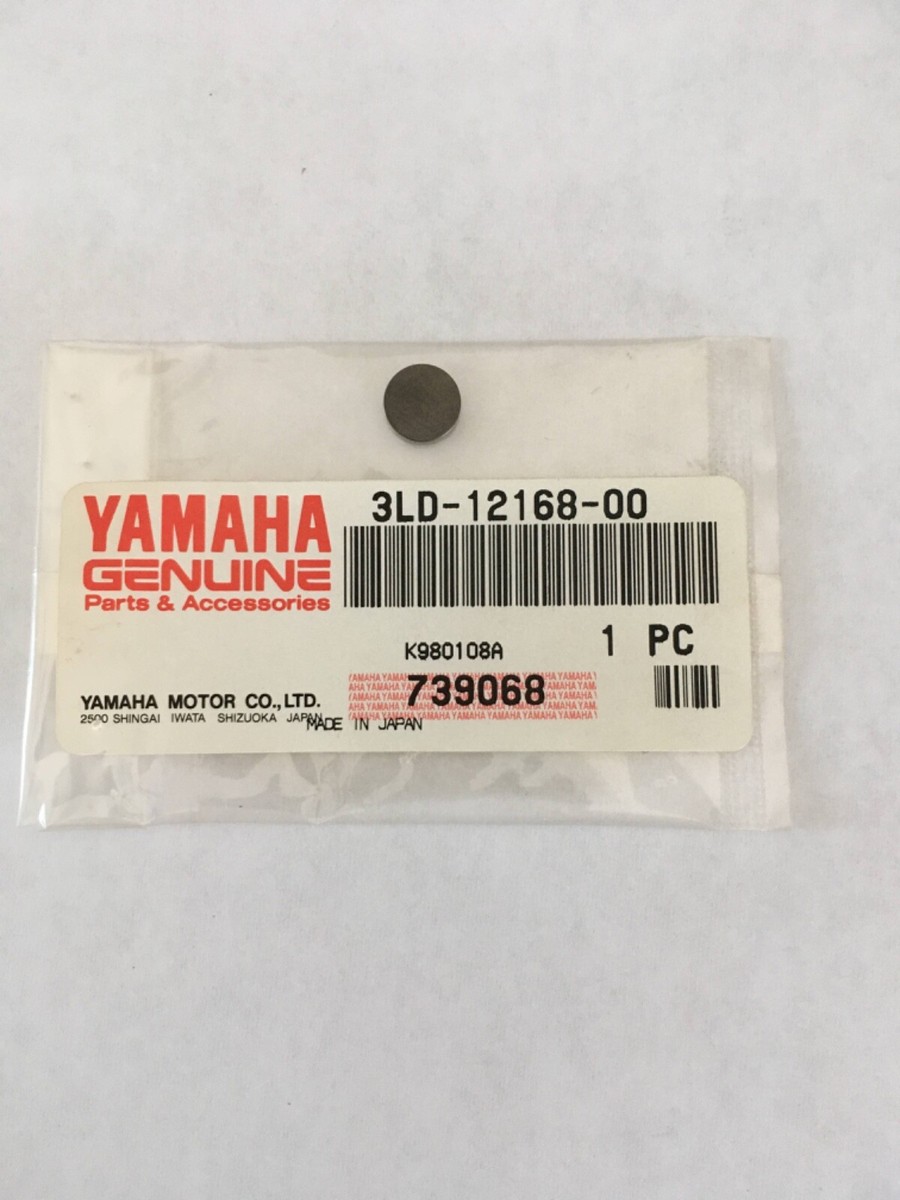 YAMAHA
GENUINE
Parts & Accessories
3LD-12168-00
K980108A
1 PC
739068
YAMAHA MOTOR CO.,LTD.
2500 SHINGAI IWATA SHIZUOKA JAPAN
MADE IN JAPAN